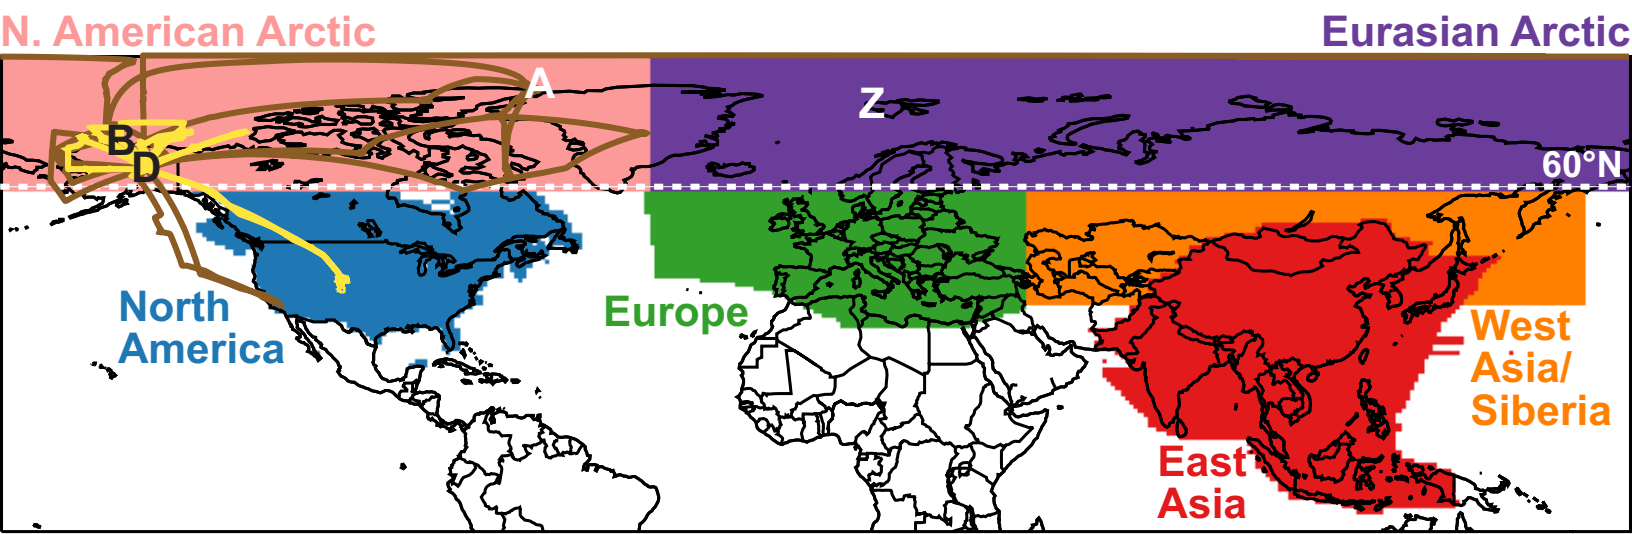 N. American Arctic
Eurasian Arctic
A
Z
B
D
60°N
North
America
Europe
West
Asia/
Siberia
East
Asia